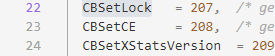 22 CBSetLock = 207, /* ge
23 CBSetCE = 208, /* ge
24 CBSetXStatsVersion = 209